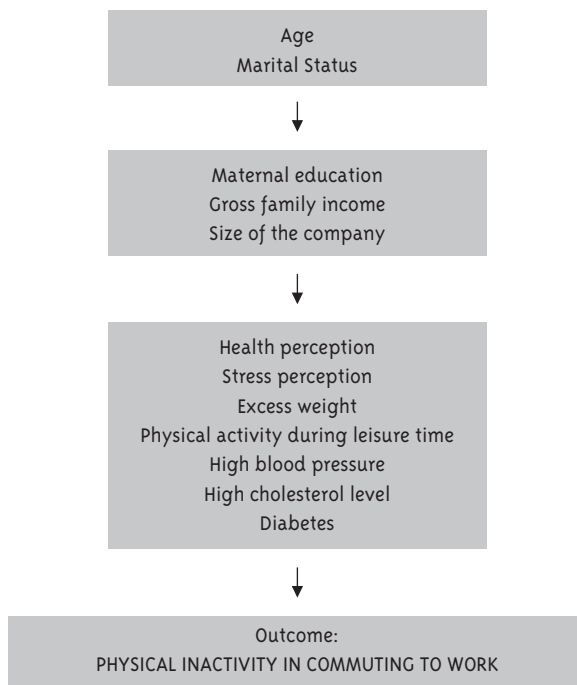 Age
Marital Status
Maternal education
Gross family income
Size of the company
Health perception
Stress perception
Excess weight
Physical activity during leisure time
High blood pressure
High cholesterol level
Diabetes
Outcome:
PHYSICAL INACTIVITY IN COMMUTING TO WORK